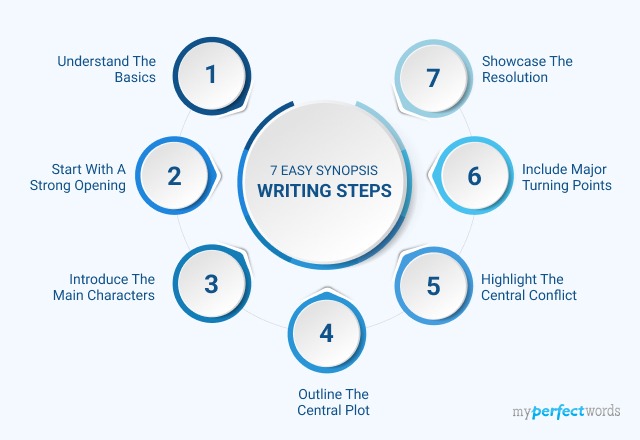 7 EASY SYNOPSIS
WRITING STEPS
1
Understand The
Basics
2
Start With A
Strong Opening
3
Introduce The
Main Characters
4
Outline The
Central Plot
5
Highlight The
Central Conflict
6
Include Major
Turning Points
7
Showcase The
Resolution
myperfectwords